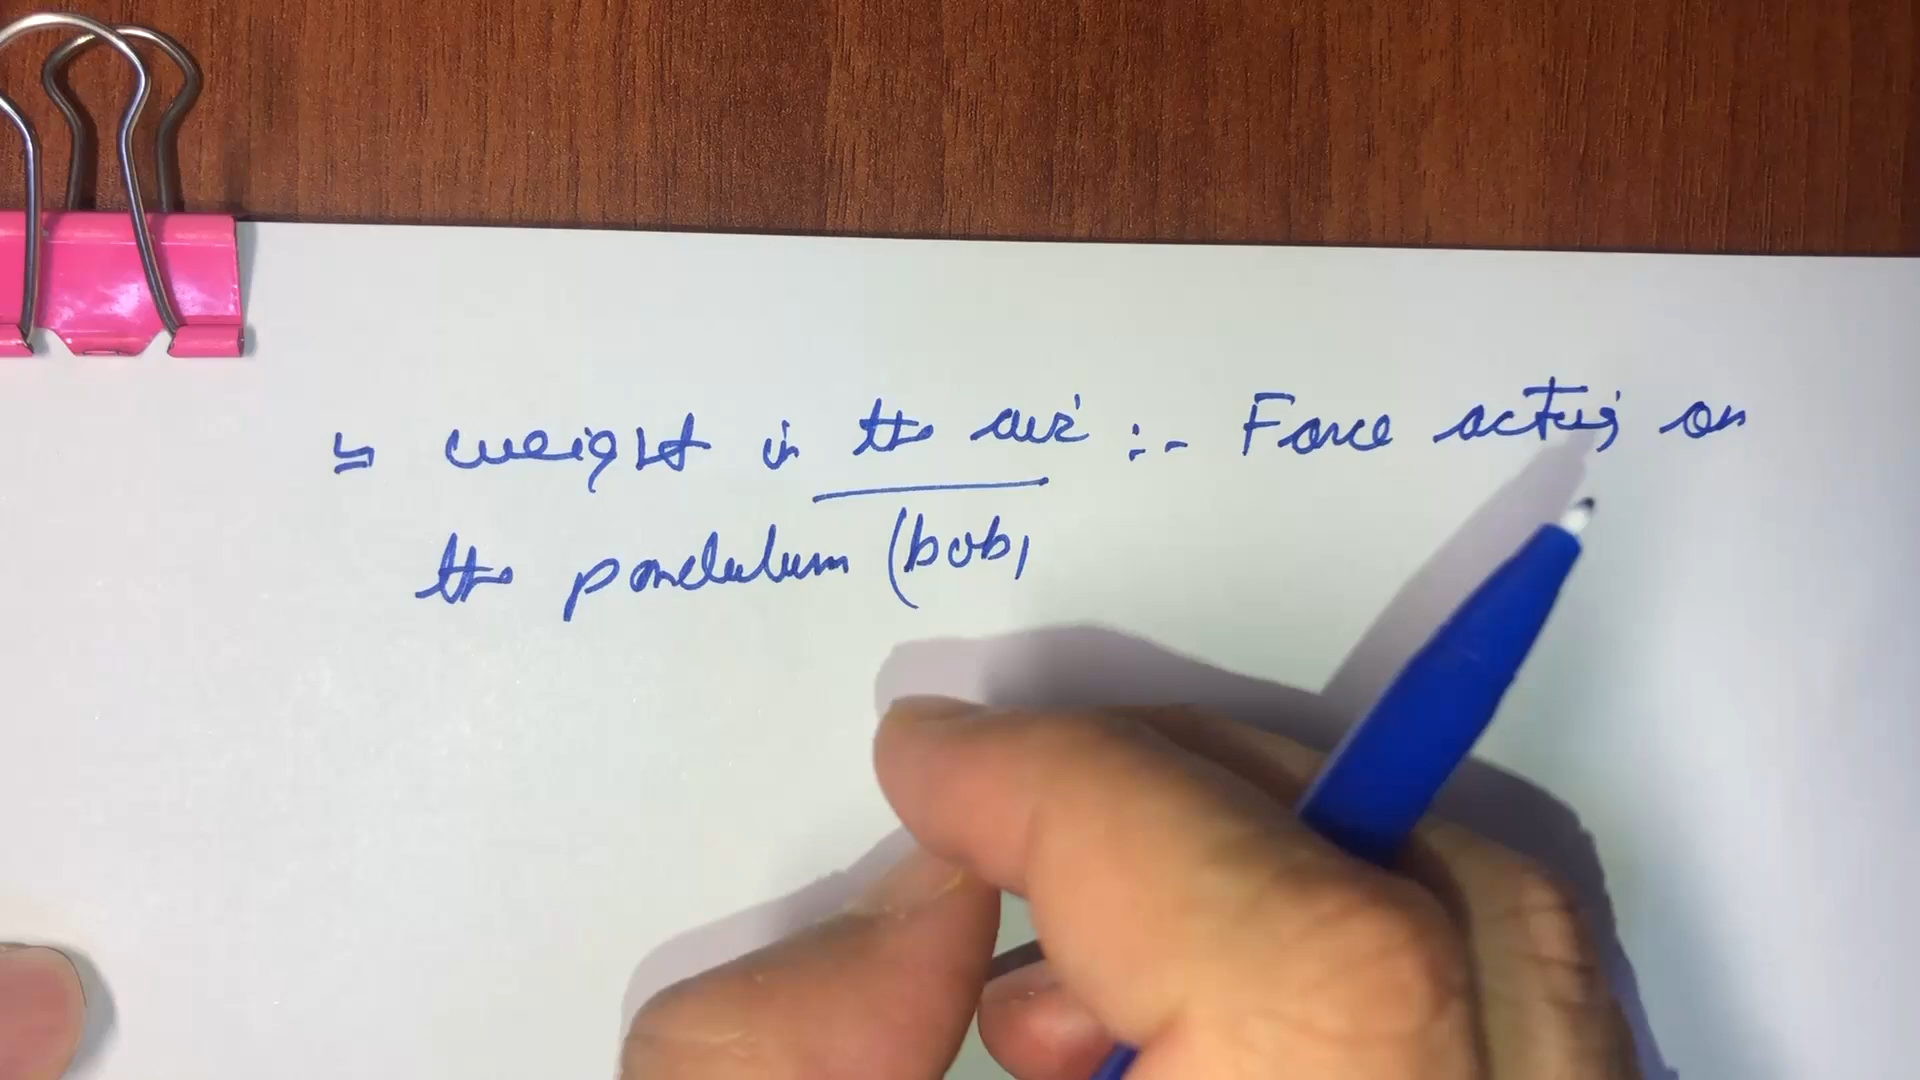 ↳ weight in the air :- Force acting on
the pendulum (bob,